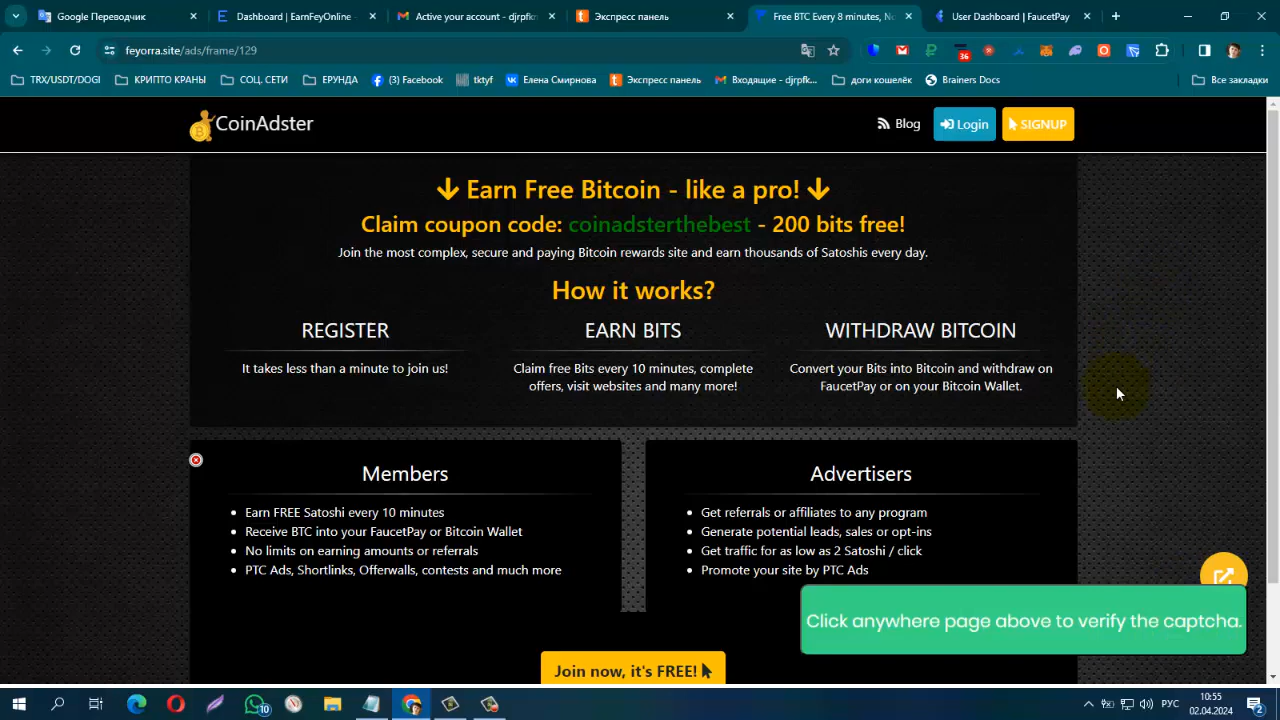 Google Переводчик
Dashboard | EarnFeyOnline -
Active your account - djrpfkm
Экспресс панель
Free BTC Every 8 minutes, No
User Dashboard | FaucetPay
feyorra.site/ads/frame/129
36
TRX/USDT/DOGI
КРИПТО КРАНЫ
СОЦ. СЕТИ
ЕРУНДА
(3) Facebook
tktyf
Елена Смирнова
Экспресс панель
Входящие - djrpfk...
доги кошелёк
Brainers Docs
Все закладки
CoinAdster
Blog
Login
SIGNUP
Earn Free Bitcoin - like a pro!
Claim coupon code: coinadsterthebest - 200 bits free!
Join the most complex, secure and paying Bitcoin rewards site and earn thousands of Satoshis every day.
How it works?
REGISTER
It takes less than a minute to join us!
EARN BITS
Claim free Bits every 10 minutes, complete
offers, visit websites and many more!
WITHDRAW BITCOIN
Convert your Bits into Bitcoin and withdraw on
FaucetPay or on your Bitcoin Wallet.
Members
Earn FREE Satoshi every 10 minutes
Receive BTC into your FaucetPay or Bitcoin Wallet
No limits on earning amounts or referrals
PTC Ads, Shortlinks, Offerwalls, contests and much more
Advertisers
Get referrals or affiliates to any program
Generate potential leads, sales or opt-ins
Get traffic for as low as 2 Satoshi / click
Promote your site by PTC Ads
Click anywhere page above to verify the captcha.
Join now, it's FREE!
10
РУС
10:55
02.04.2024
2